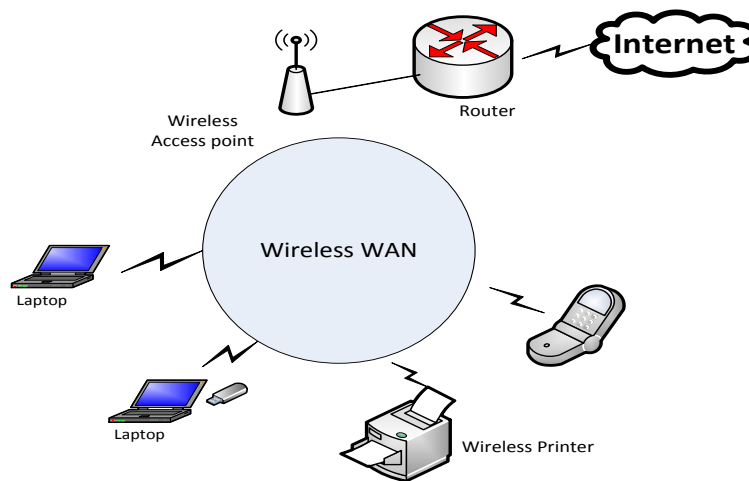 Internet
Router
Wireless
Access point
Wireless WAN
Laptop
Laptop
Wireless Printer